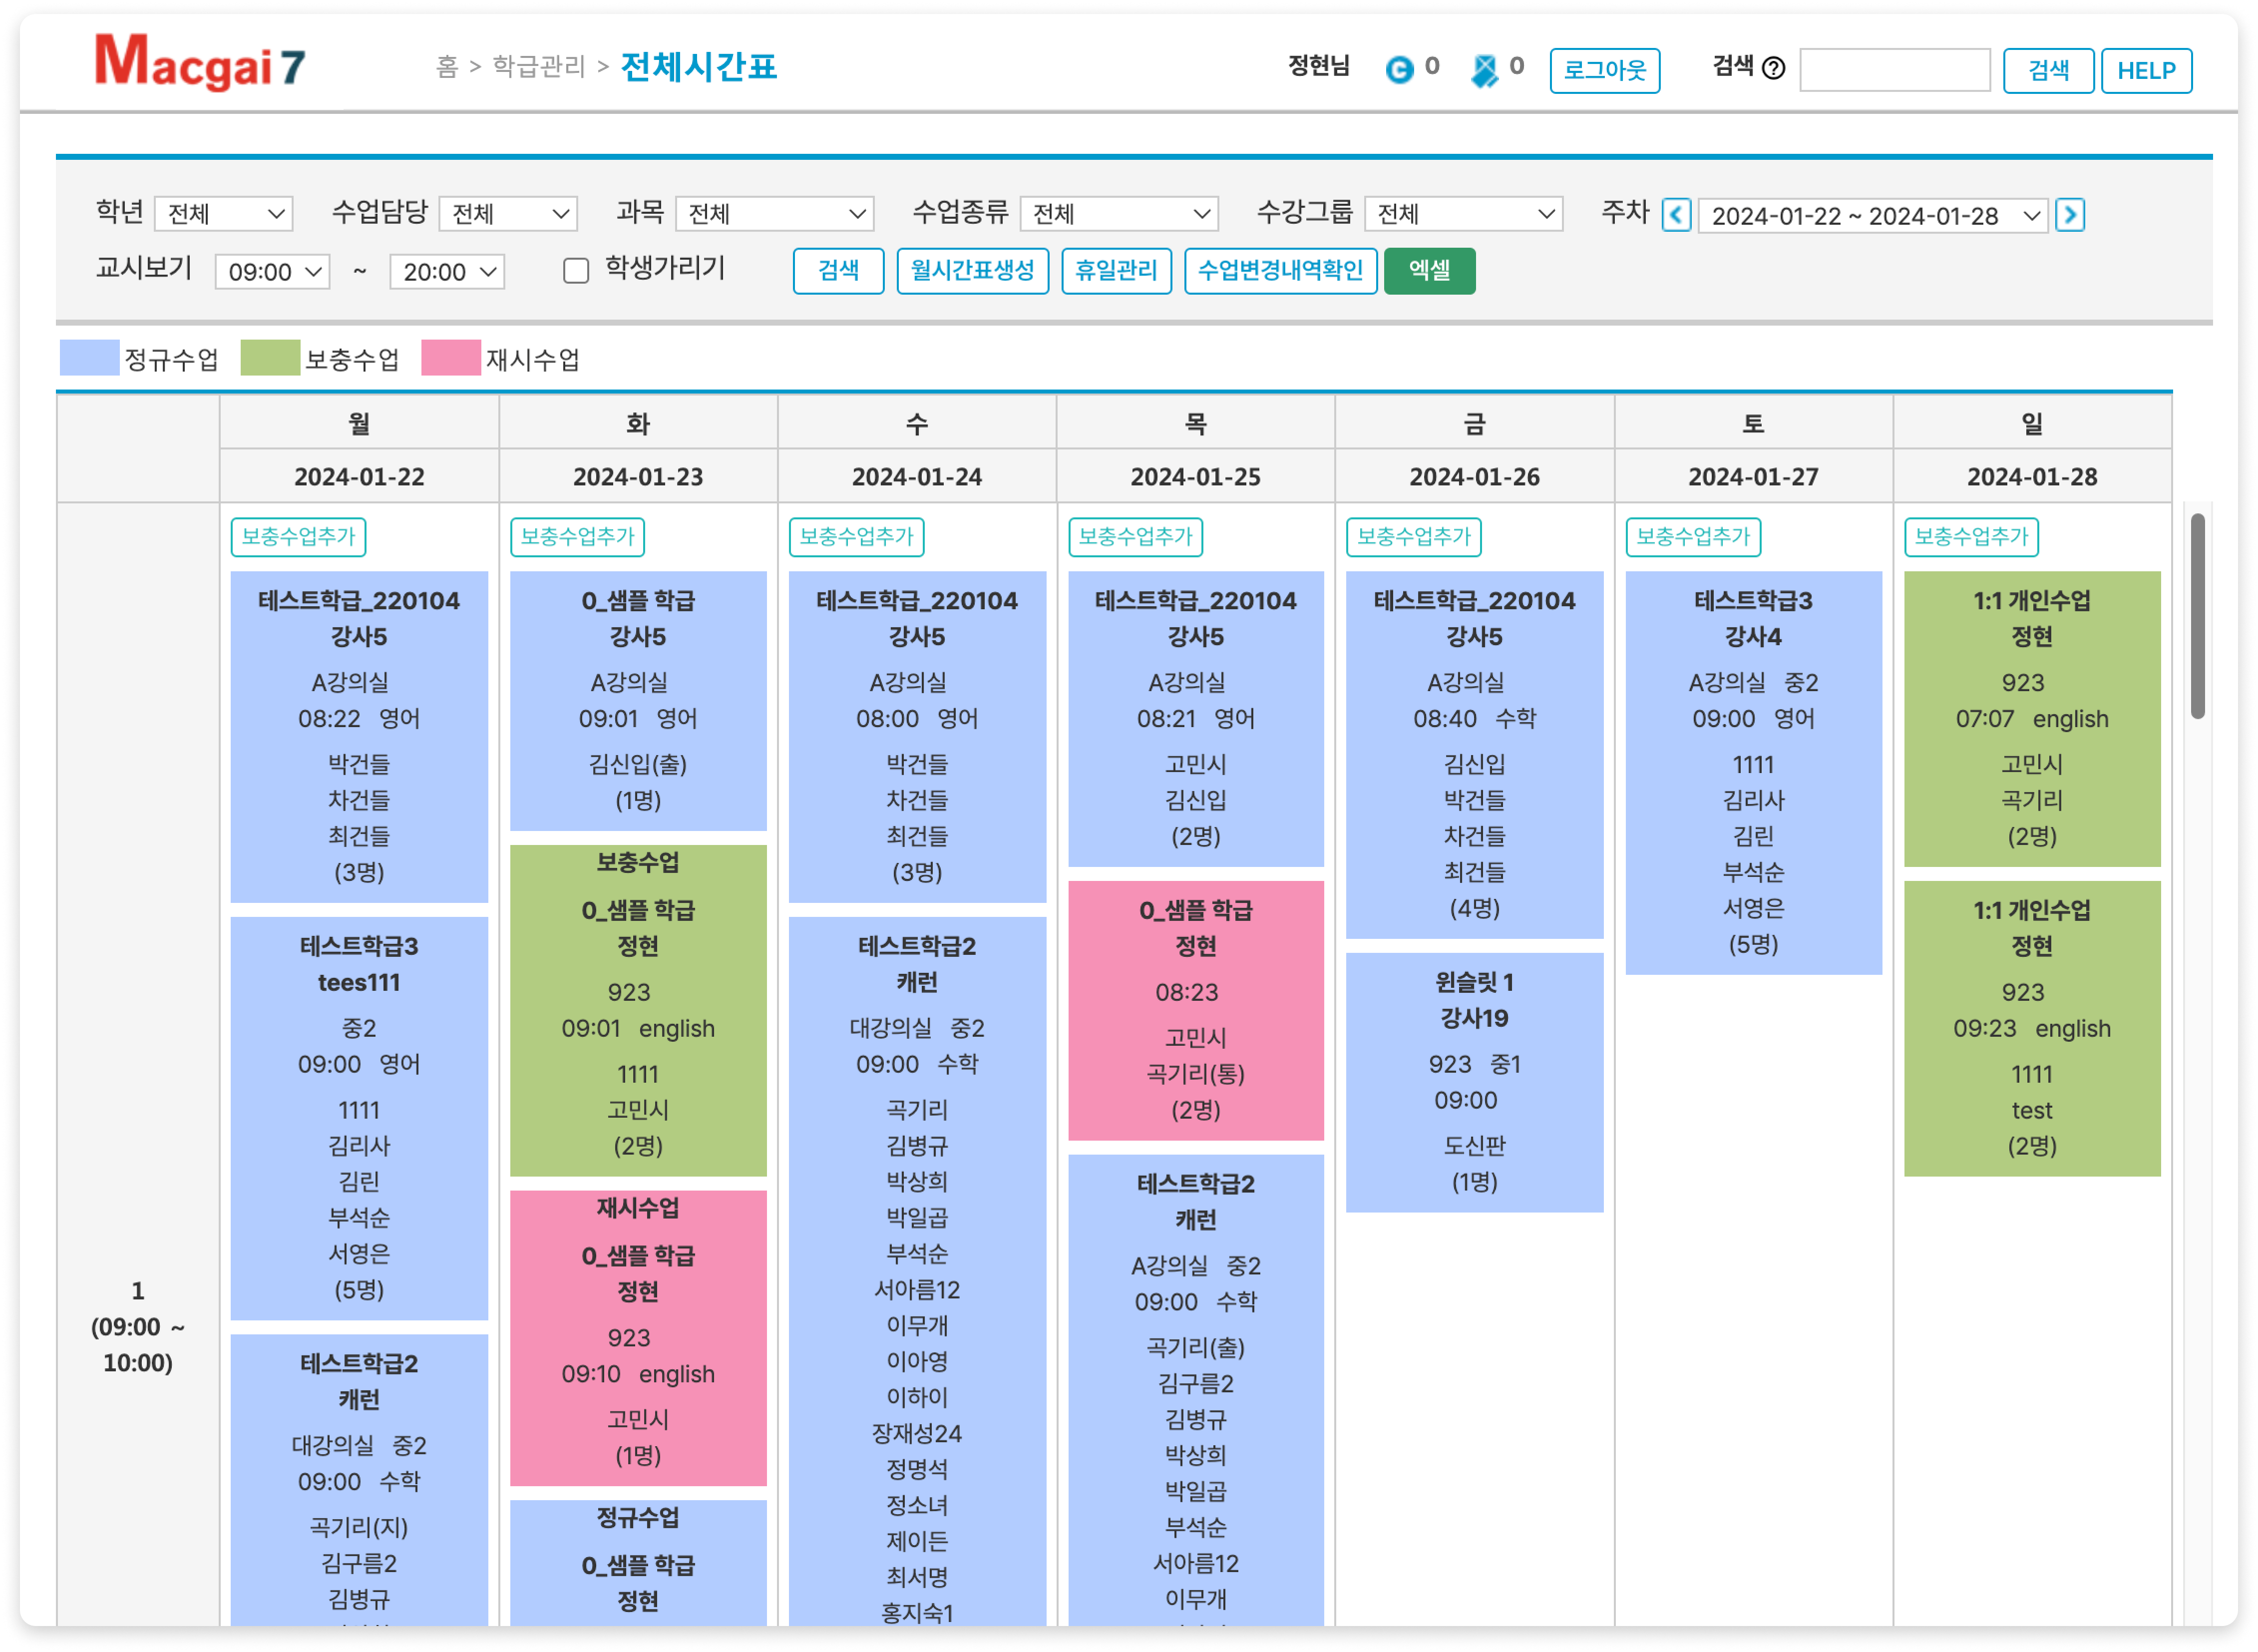 Macgai 7
홈 > 학급관리 > 전체시간표
정현님 0 0 로그아웃 검색 검색 HELP
학년 전체 수업담당 전체 과목 전체 수업종류 전체 수강그룹 전체 주차 2024-01-22 ~ 2024-01-28
교시보기 09:00 ~ 20:00 학생가리기 검색 월시간표생성 휴일관리 수업변경내역확인 엑셀
정규수업 보충수업 재시수업
월 화 수 목 금 토 일
2024-01-22 2024-01-23 2024-01-24 2024-01-25 2024-01-26 2024-01-27 2024-01-28
1
(09:00 ~
10:00)
보충수업추가
테스트학급_220104
강사5
A강의실
08:22 영어
박건들
차건들
최건들
(3명)
테스트학급3
tees111
중2
09:00 영어
1111
김리사
김린
부석순
서영은
(5명)
테스트학급2
캐런
대강의실 중2
09:00 수학
곡기리(지)
김구름2
김병규
보충수업추가
0_샘플 학급
강사5
A강의실
09:01 영어
김신입(출)
(1명)
보충수업
0_샘플 학급
정현
923
09:01 english
1111
고민시
(2명)
재시수업
0_샘플 학급
정현
923
09:10 english
고민시
(1명)
정규수업
0_샘플 학급
정현
보충수업추가
테스트학급_220104
강사5
A강의실
08:00 영어
박건들
차건들
최건들
(3명)
테스트학급2
캐런
대강의실 중2
09:00 수학
곡기리
김병규
박상희
박일곱
부석순
서아름12
이무개
이아영
이하이
장재성24
정명석
정소녀
제이든
최서명
홍지숙1
보충수업추가
테스트학급_220104
강사5
A강의실
08:21 영어
고민시
김신입
(2명)
0_샘플 학급
정현
08:23
고민시
곡기리(통)
(2명)
테스트학급2
캐런
A강의실 중2
09:00 수학
곡기리(출)
김구름2
김병규
박상희
박일곱
부석순
서아름12
이무개
보충수업추가
테스트학급_220104
강사5
A강의실
08:40 수학
김신입
박건들
차건들
최건들
(4명)
윈슬릿 1
강사19
923 중1
09:00
도신판
(1명)
보충수업추가
테스트학급3
강사4
A강의실 중2
09:00 영어
1111
김리사
김린
부석순
서영은
(5명)
보충수업추가
1:1 개인수업
정현
923
07:07 english
고민시
곡기리
(2명)
1:1 개인수업
정현
923
09:23 english
1111
test
(2명)